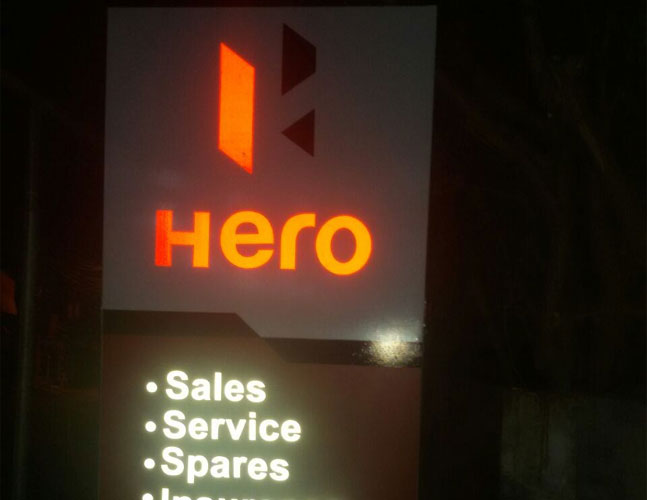 Hero
• Sales
• Service
• Spares